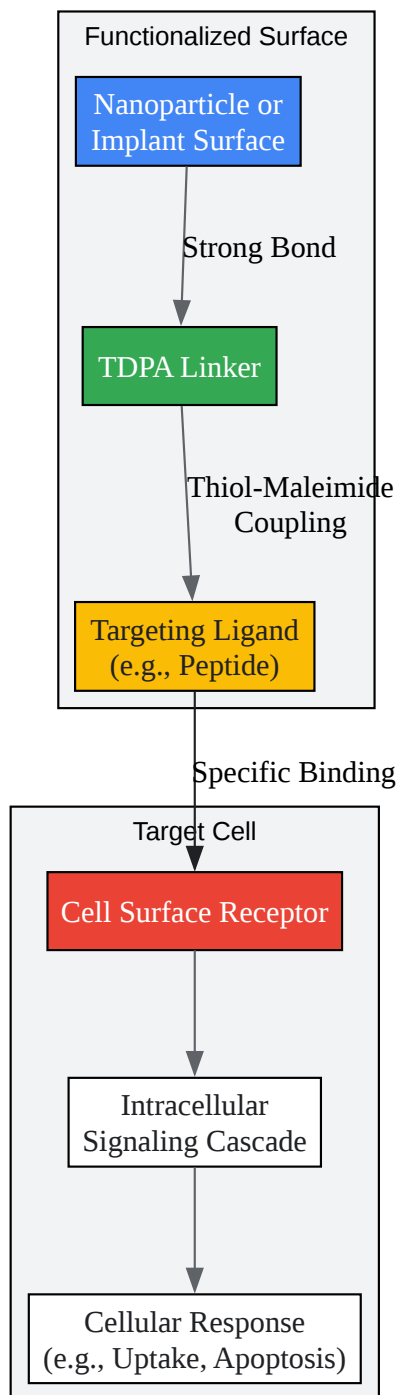 Functionalized Surface
Nanoparticle or
Implant Surface
Strong Bond
TDPA Linker
Thiol-Maleimide
Coupling
Targeting Ligand
(e.g., Peptide)
Specific Binding
Target Cell
Cell Surface Receptor
Intracellular
Signaling Cascade
Cellular Response
(e.g., Uptake, Apoptosis)